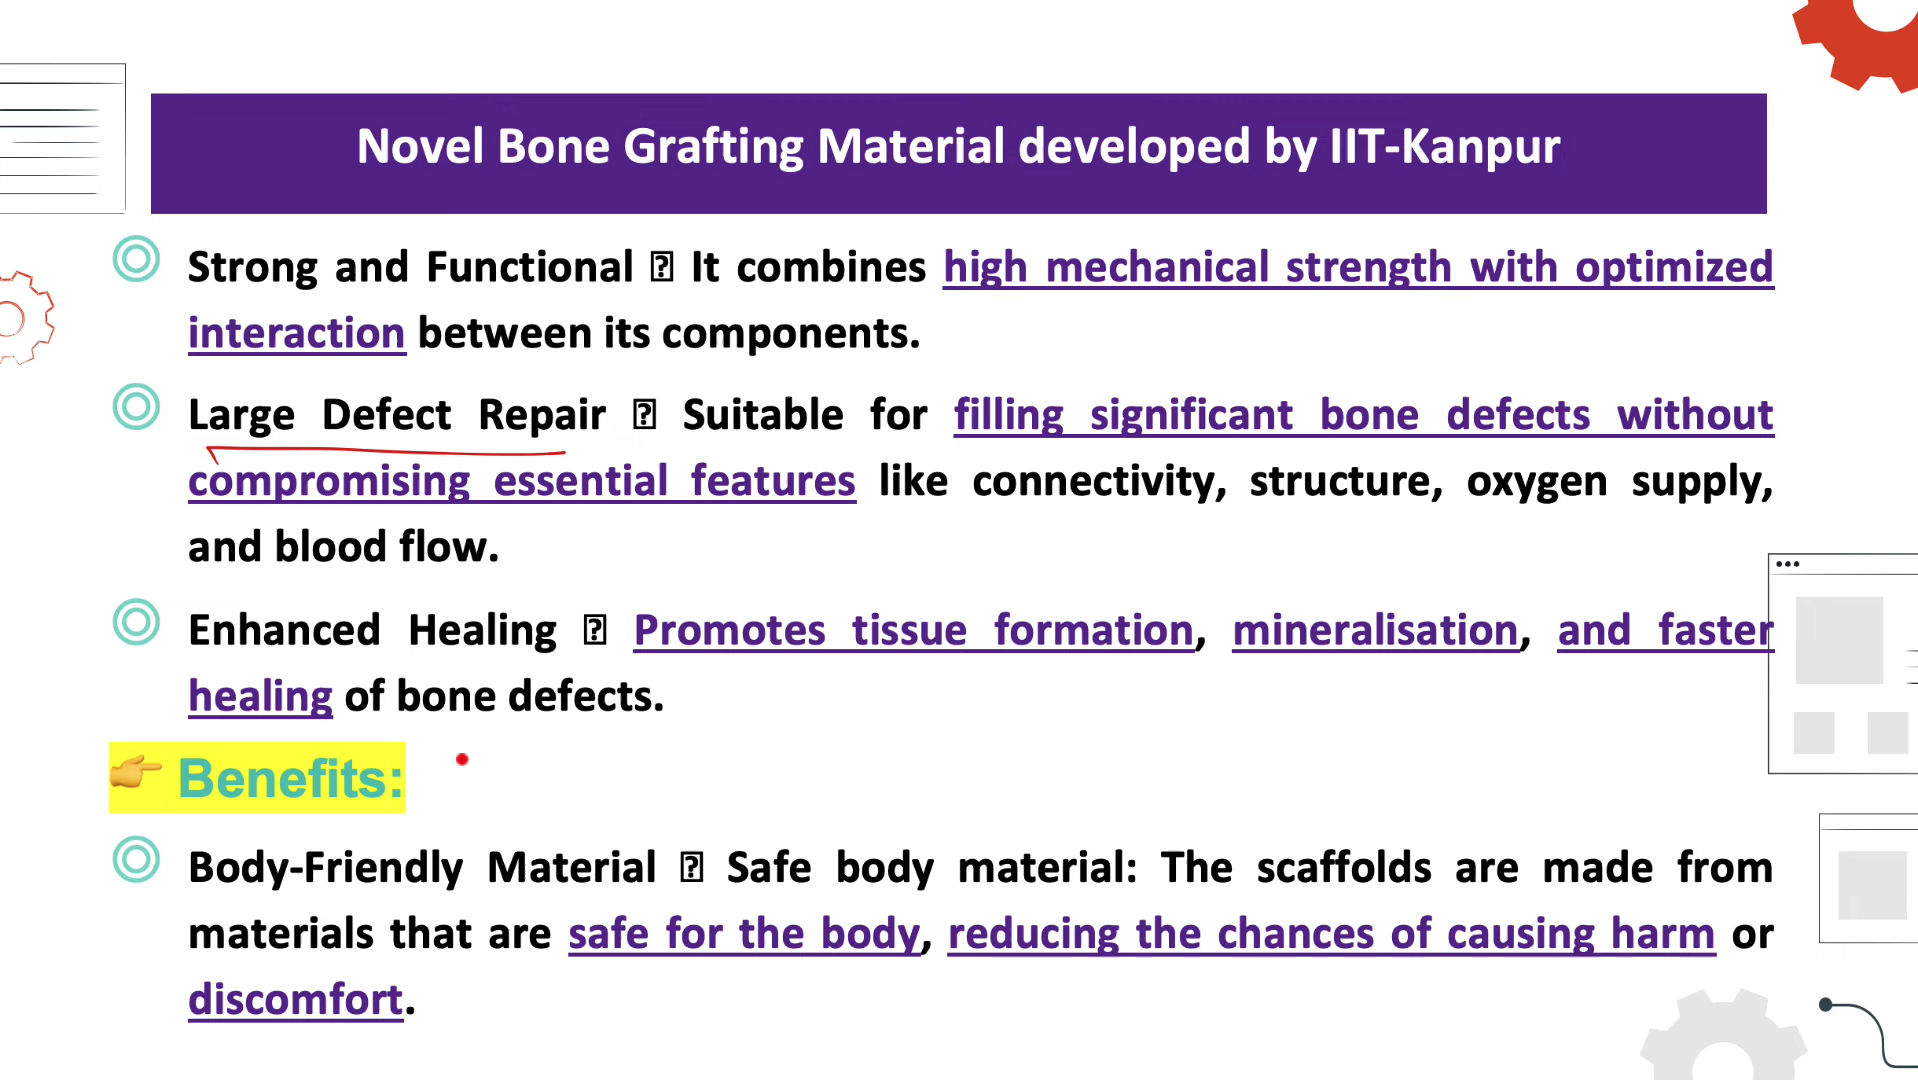 Novel Bone Grafting Material developed by IIT-Kanpur
Strong and Functional ⍰ It combines high mechanical strength with optimized
interaction between its components.
Large Defect Repair ⍰ Suitable for filling significant bone defects without
compromising essential features like connectivity, structure, oxygen supply,
and blood flow.
Enhanced Healing ⍰ Promotes tissue formation, mineralisation, and faster
healing of bone defects.
👉 Benefits:
Body-Friendly Material ⍰ Safe body material: The scaffolds are made from
materials that are safe for the body, reducing the chances of causing harm or
discomfort.